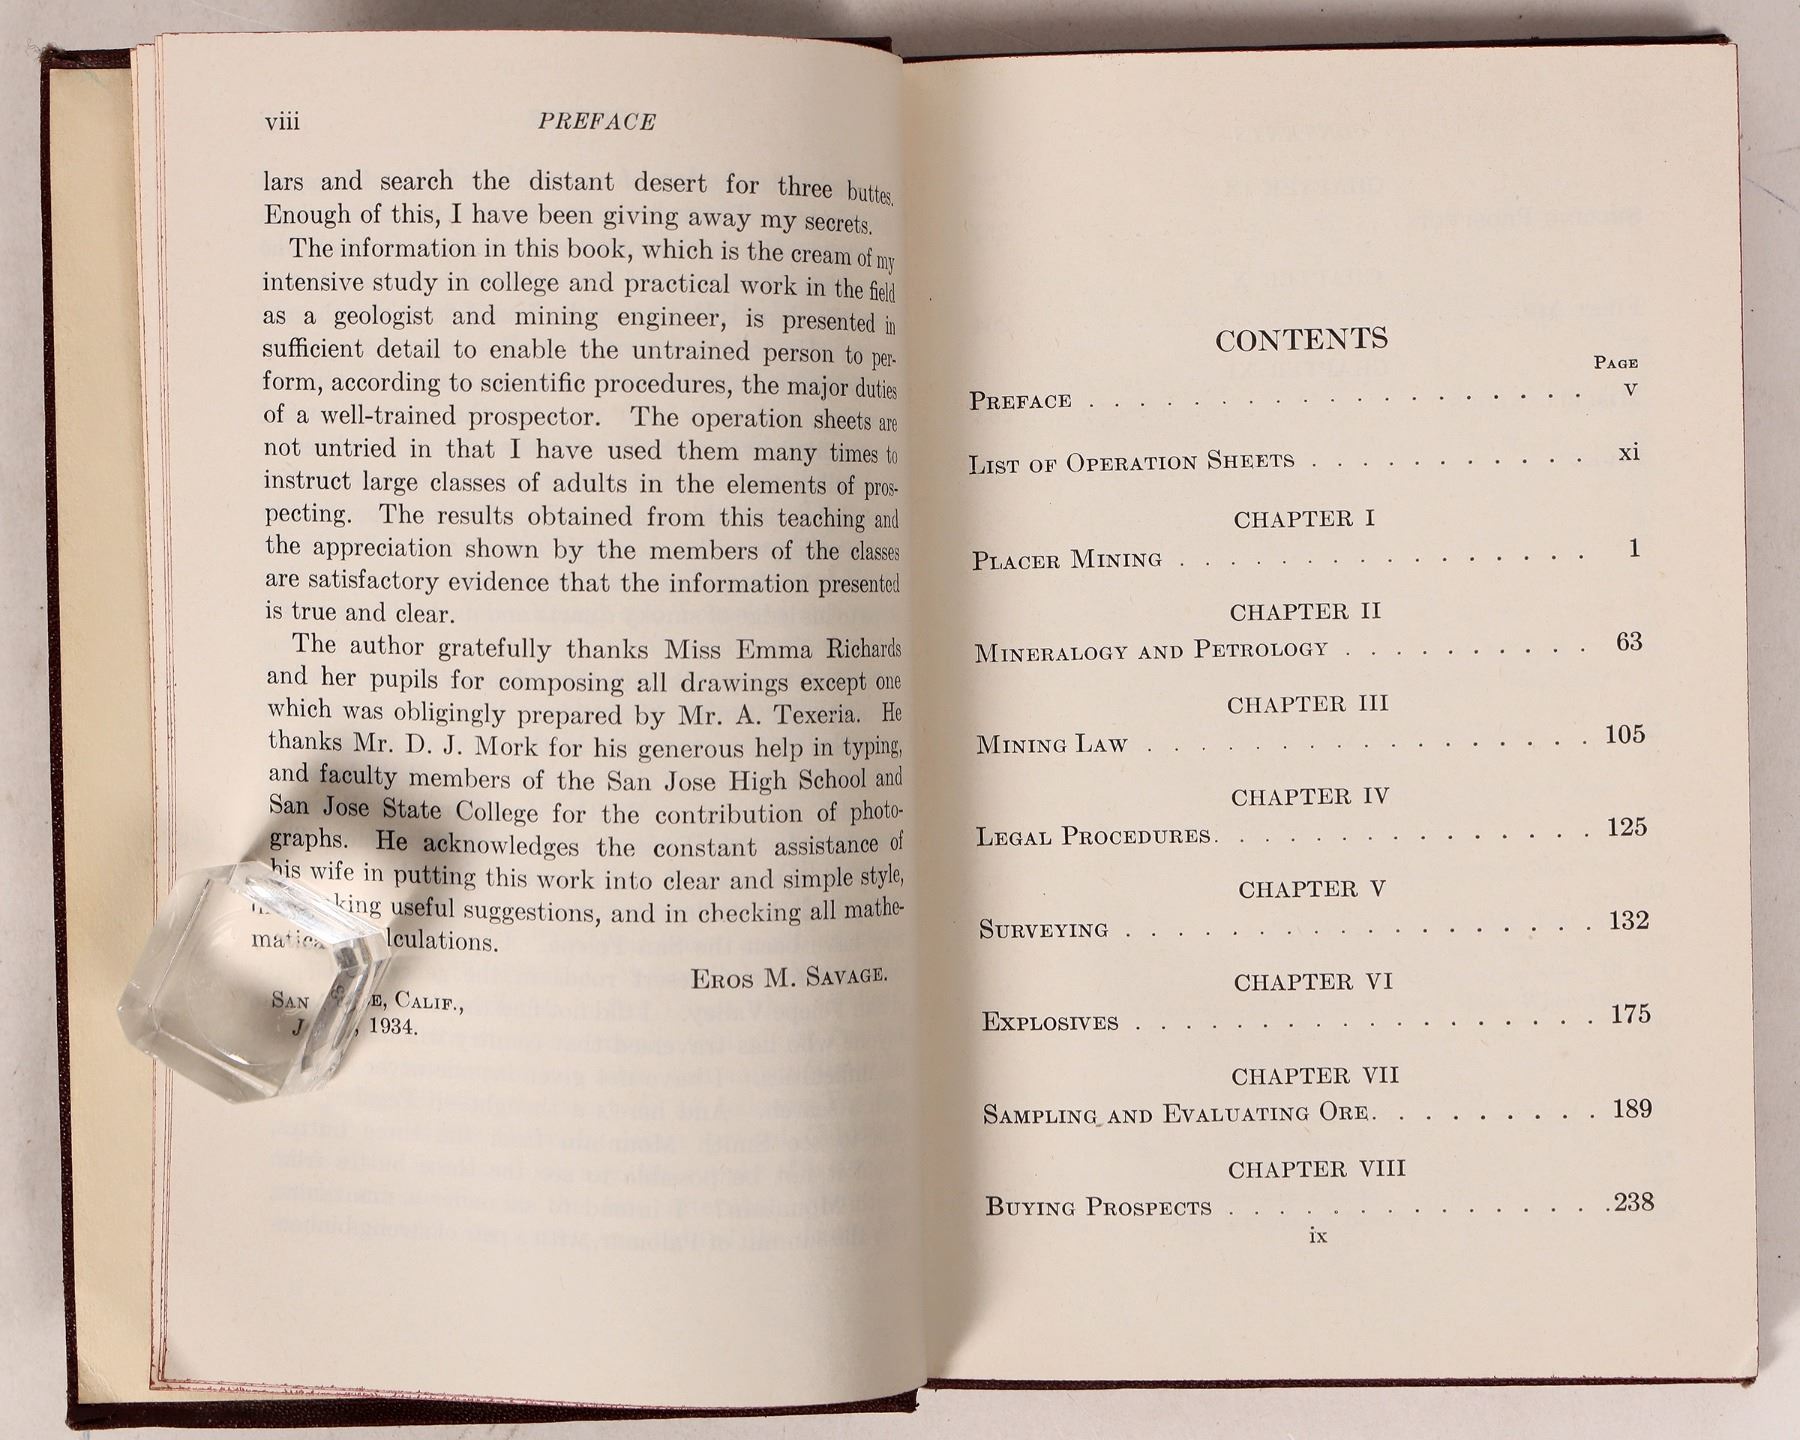 viii PREFACE
lars and search the distant desert for three buttes.
Enough of this, I have been giving away my secrets.
The information in this book, which is the cream of my
intensive study in college and practical work in the field
as a geologist and mining engineer, is presented in
sufficient detail to enable the untrained person to per-
form, according to scientific procedures, the major duties
of a well-trained prospector. The operation sheets are
not untried in that I have used them many times to
instruct large classes of adults in the elements of pros-
pecting. The results obtained from this teaching and
the appreciation shown by the members of the classes
are satisfactory evidence that the information presented
is true and clear.
The author gratefully thanks Miss Emma Richards
and her pupils for composing all drawings except one
which was obligingly prepared by Mr. A. Texeria. He
thanks Mr. D. J. Mork for his generous help in typing,
and faculty members of the San Jose High School and
San Jose State College for the contribution of photo-
graphs. He acknowledges the constant assistance of
his wife in putting this work into clear and simple style,
useful suggestions, and in checking all mathe-
lculations.
EROS M. SAVAGE.
SAN CALIF.,
1934.
CONTENTS
PAGE
PREFACE . . . . . . . . . . . . . . . . . . . v
LIST OF OPERATION SHEETS . . . . . . . . . . . xi
CHAPTER I
PLACER MINING . . . . . . . . . . . . . . . . 1
CHAPTER II
MINERALOGY AND PETROLOGY . . . . . . . . . . 63
CHAPTER III
MINING LAW . . . . . . . . . . . . . . . . . 105
CHAPTER IV
LEGAL PROCEDURES. . . . . . . . . . . . . . . 125
CHAPTER V
SURVEYING . . . . . . . . . . . . . . . . . . 132
CHAPTER VI
EXPLOSIVES . . . . . . . . . . . . . . . . . . 175
CHAPTER VII
SAMPLING AND EVALUATING ORE. . . . . . . . . 189
CHAPTER VIII
BUYING PROSPECTS . . . . . . . . . . . . . . .238
ix